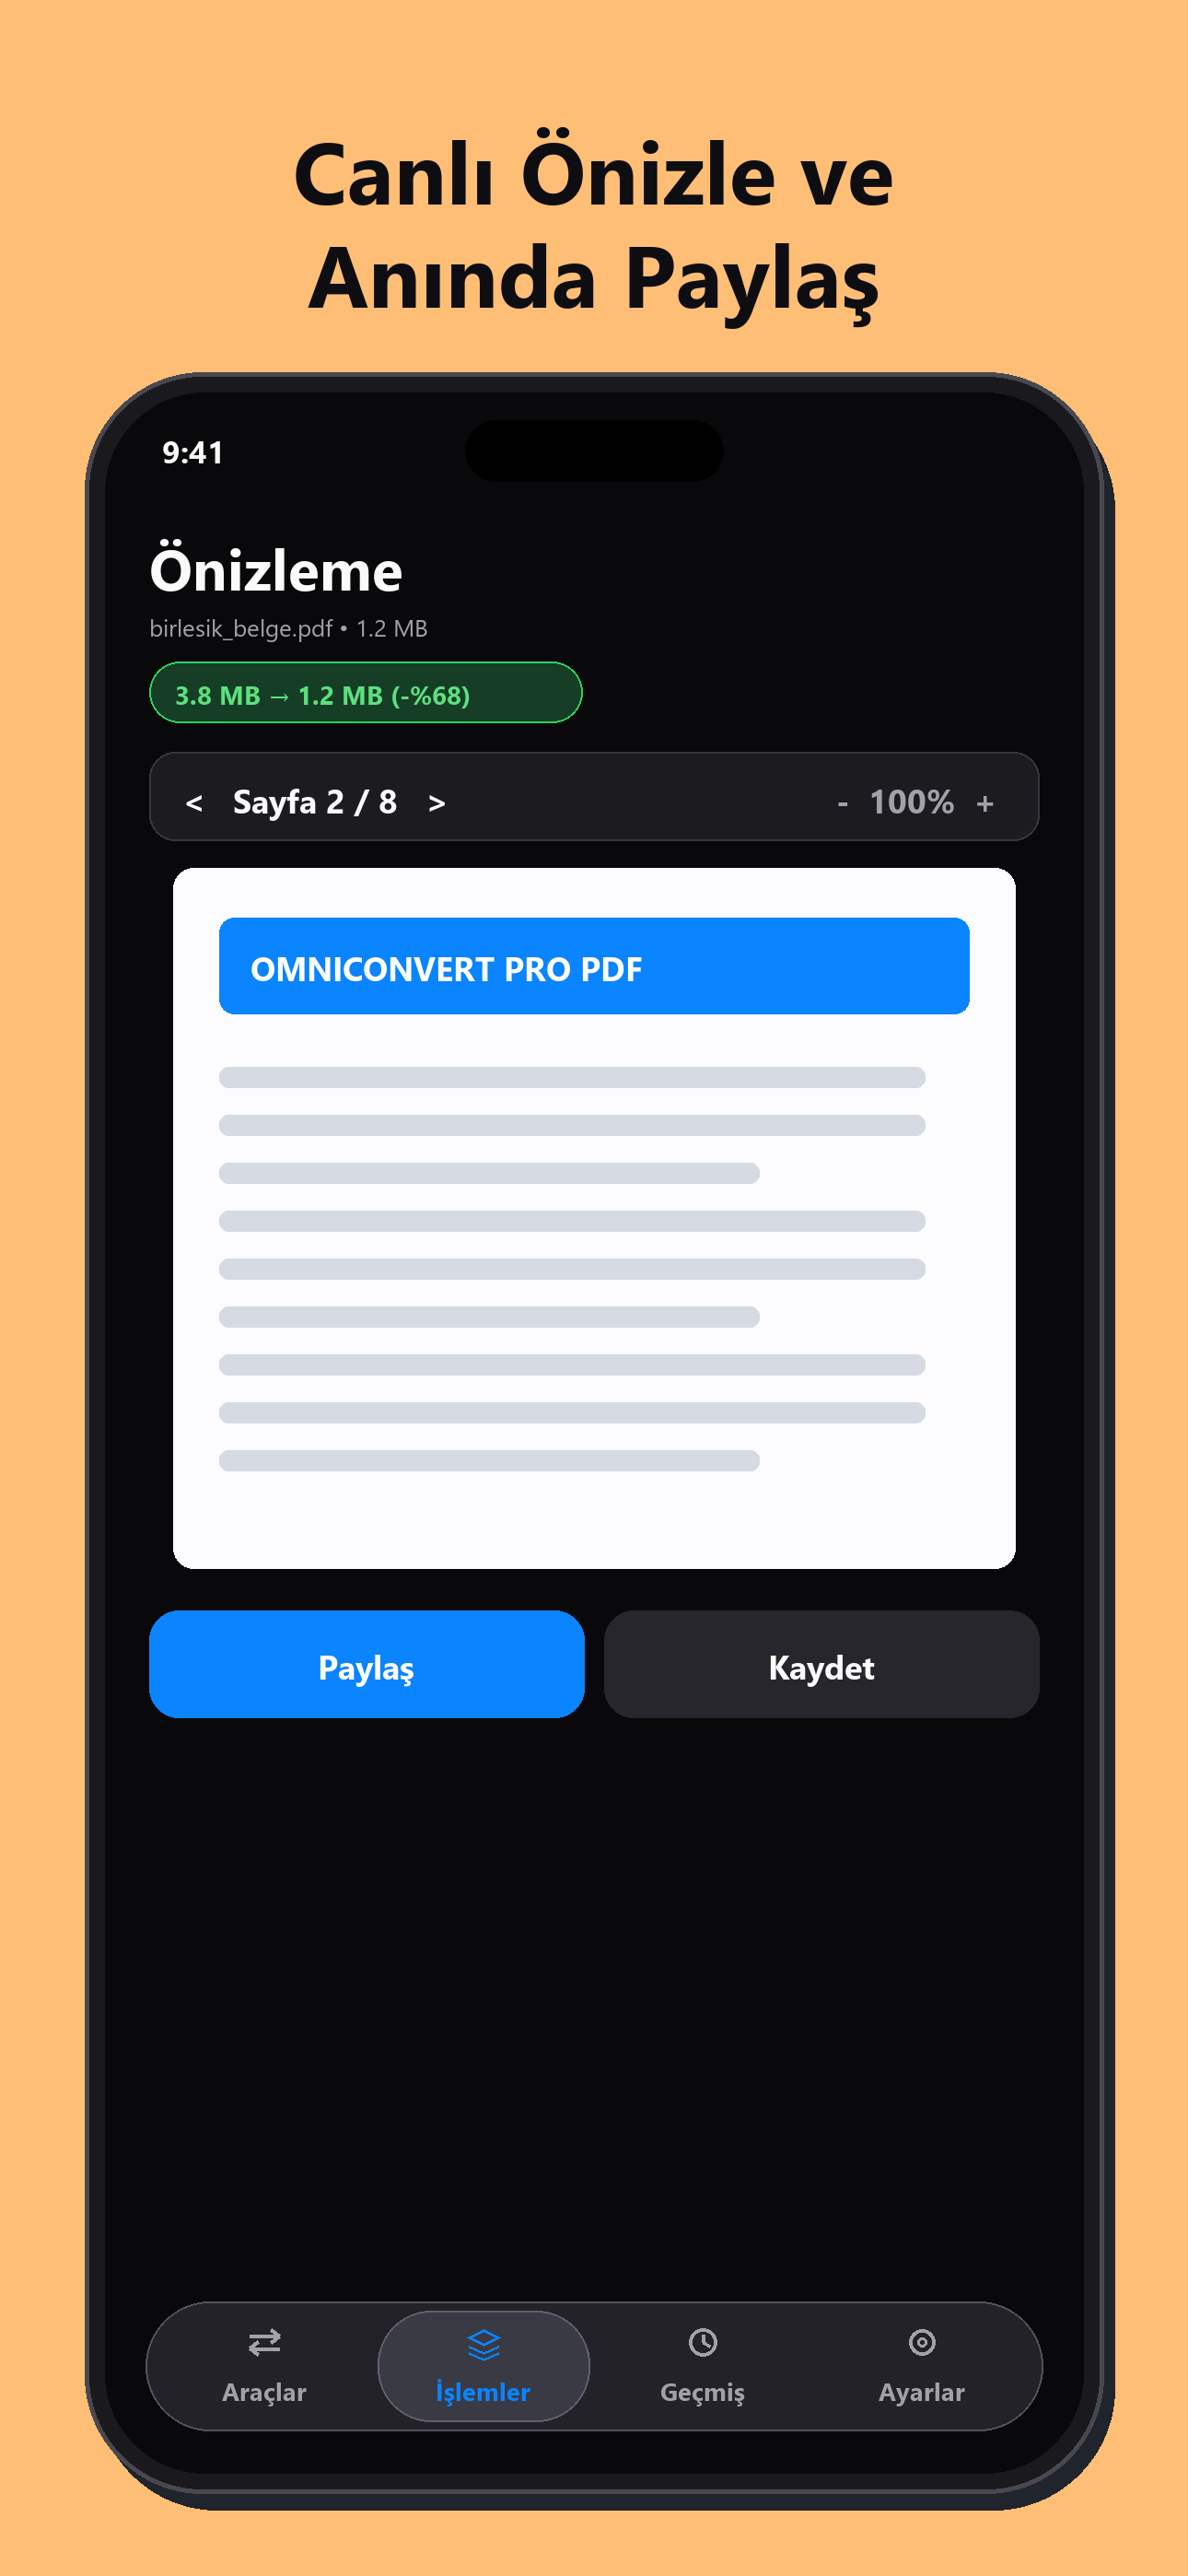 Canlı Önizle ve
Anında Paylaş
9:41
Önizleme
birlesik_belge.pdf • 1.2 MB
3.8 MB → 1.2 MB (-%68)
< Sayfa 2 / 8 > - 100% +
OMNICONVERT PRO PDF
Paylaş Kaydet
Araçlar İşlemler Geçmiş Ayarlar